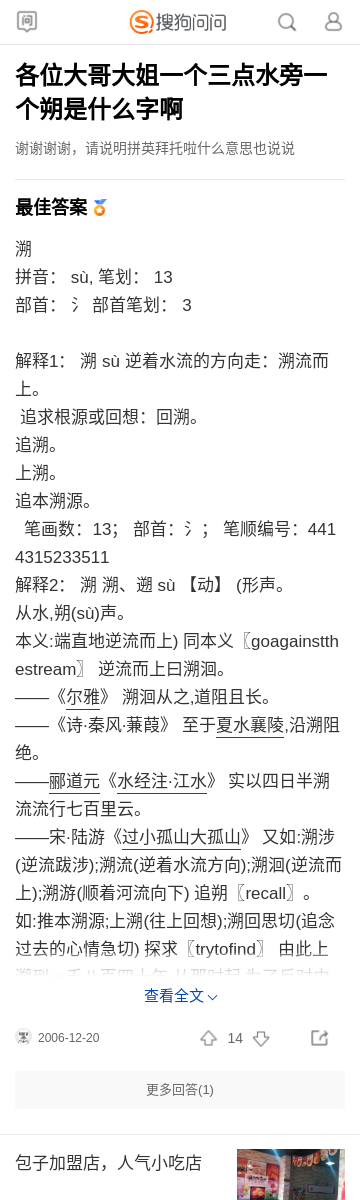 搜狗问问
各位大哥大姐一个三点水旁一
个朔是什么字啊
谢谢谢谢，请说明拼英拜托啦什么意思也说说
最佳答案
溯
拼音： sù, 笔划： 13
部首： 氵 部首笔划： 3
解释1： 溯 sù 逆着水流的方向走：溯流而
上。
追求根源或回想：回溯。
追溯。
上溯。
追本溯源。
笔画数：13； 部首：氵； 笔顺编号：441
4315233511
解释2： 溯 溯、遡 sù 【动】 (形声。
从水,朔(sù)声。
本义:端直地逆流而上) 同本义〖goagainstth
estream〗 逆流而上曰溯洄。
——《尔雅》 溯洄从之,道阻且长。
——《诗·秦风·蒹葭》 至于夏水襄陵,沿溯阻
绝。
——郦道元《水经注·江水》 实以四日半溯
流流行七百里云。
——宋·陆游《过小孤山大孤山》 又如:溯涉
(逆流跋涉);溯流(逆着水流方向);溯洄(逆流而
上);溯游(顺着河流向下) 追朔〖recall〗。
如:推本溯源;上溯(往上回想);溯回思切(追念
过去的心情急切) 探求〖trytofind〗 由此上
查看全文
2006-12-20
14
更多回答(1)
包子加盟店，人气小吃店